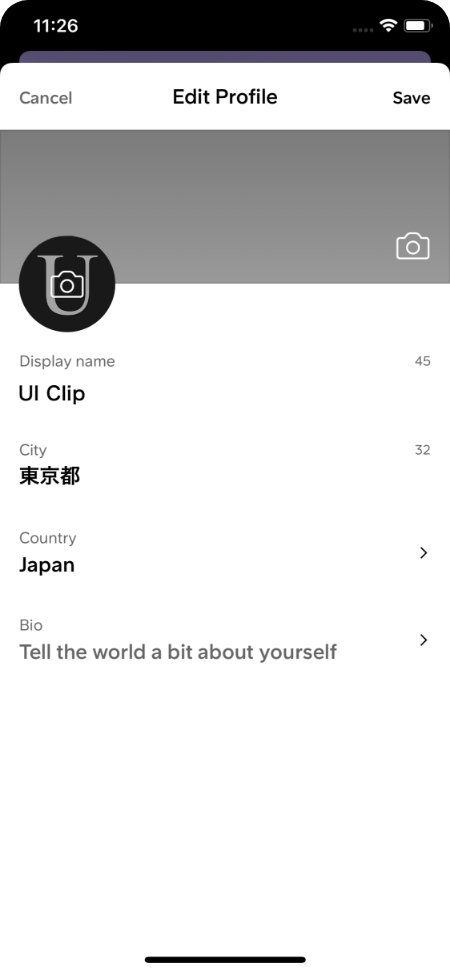 11:26
Cancel Edit Profile Save
U
Display name 45
UI Clip
City 32
東京都
Country
Japan
Bio
Tell the world a bit about yourself